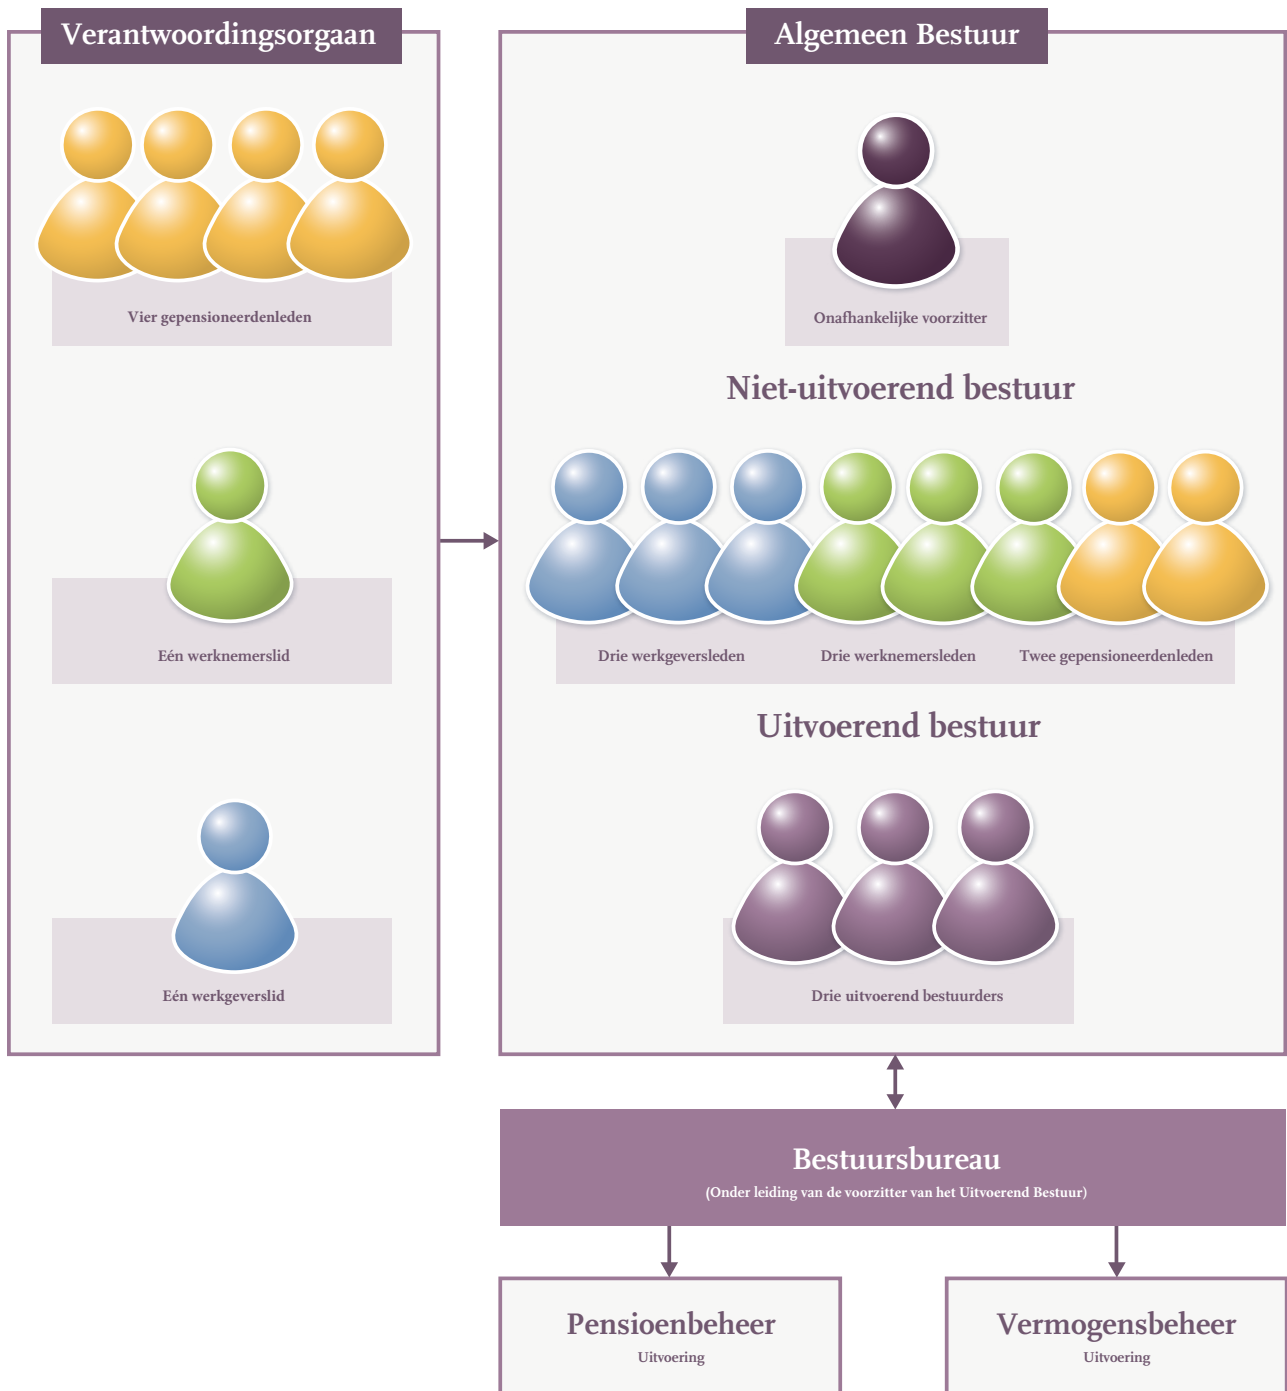 Verantwoordingsorgaan
Vier gepensioneerdenleden
Eén werknemerslid
Eén werkgeverslid
Algemeen Bestuur
Onafhankelijke voorzitter
Niet-uitvoerend bestuur
Drie werkgeversleden
Drie werknemersleden
Twee gepensioneerdenleden
Uitvoerend bestuur
Drie uitvoerend bestuurders
Bestuursbureau
(Onder leiding van de voorzitter van het Uitvoerend Bestuur)
Pensioenbeheer
Uitvoering
Vermogensbeheer
Uitvoering